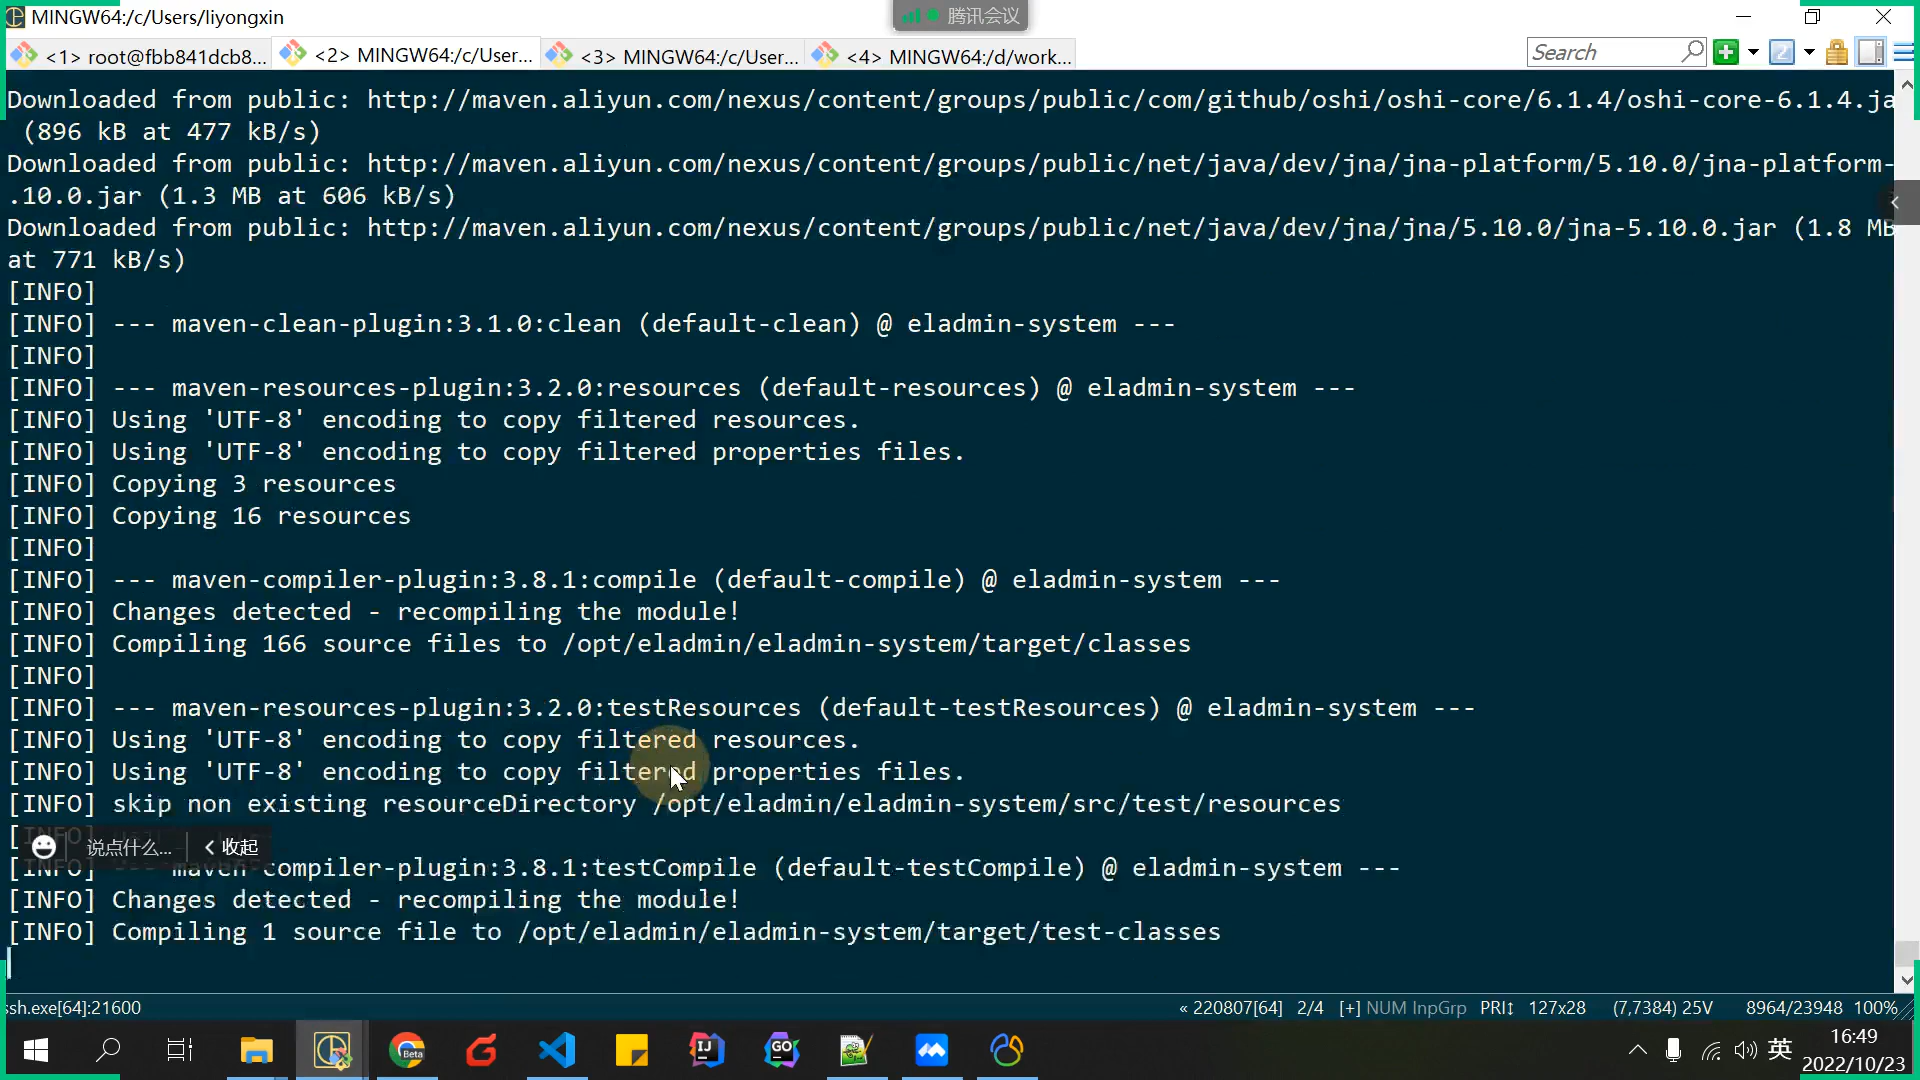 MINGW64:/c/Users/liyongxin
腾讯会议
<1> root@fbb841dcb8...
<2> MINGW64:/c/User...
<3> MINGW64:/c/User...
<4> MINGW64:/d/work...
Search
Downloaded from public: http://maven.aliyun.com/nexus/content/groups/public/com/github/oshi/oshi-core/6.1.4/oshi-core-6.1.4.ja
(896 kB at 477 kB/s)
Downloaded from public: http://maven.aliyun.com/nexus/content/groups/public/net/java/dev/jna/jna-platform/5.10.0/jna-platform-
.10.0.jar (1.3 MB at 606 kB/s)
Downloaded from public: http://maven.aliyun.com/nexus/content/groups/public/net/java/dev/jna/jna/5.10.0/jna-5.10.0.jar (1.8 MB
at 771 kB/s)
[INFO]
[INFO] --- maven-clean-plugin:3.1.0:clean (default-clean) @ eladmin-system ---
[INFO]
[INFO] --- maven-resources-plugin:3.2.0:resources (default-resources) @ eladmin-system ---
[INFO] Using 'UTF-8' encoding to copy filtered resources.
[INFO] Using 'UTF-8' encoding to copy filtered properties files.
[INFO] Copying 3 resources
[INFO] Copying 16 resources
[INFO]
[INFO] --- maven-compiler-plugin:3.8.1:compile (default-compile) @ eladmin-system ---
[INFO] Changes detected - recompiling the module!
[INFO] Compiling 166 source files to /opt/eladmin/eladmin-system/target/classes
[INFO]
[INFO] --- maven-resources-plugin:3.2.0:testResources (default-testResources) @ eladmin-system ---
[INFO] Using 'UTF-8' encoding to copy filtered resources.
[INFO] Using 'UTF-8' encoding to copy filtered properties files.
[INFO] skip non existing resourceDirectory /opt/eladmin/eladmin-system/src/test/resources
[INFO]
说点什么... 收起
[INFO] --- maven-compiler-plugin:3.8.1:testCompile (default-testCompile) @ eladmin-system ---
[INFO] Changes detected - recompiling the module!
[INFO] Compiling 1 source file to /opt/eladmin/eladmin-system/target/test-classes
ssh.exe[64]:21600
« 220807[64] 2/4 [+] NUM InpGrp PRI↕ 127x28 (7,7384) 25V 8964/23948 100%
Beta
IJ
GO
英
16:49
2022/10/23